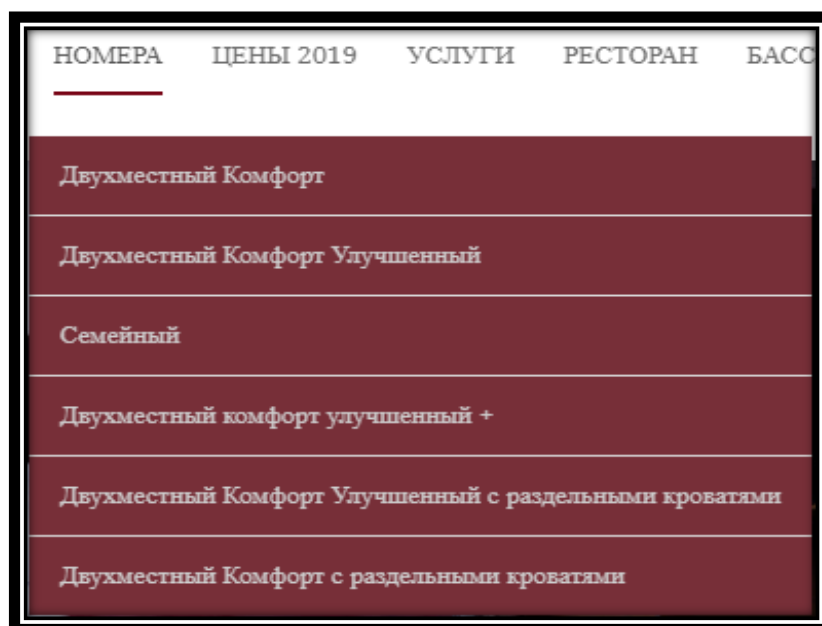 НОМЕРА ЦЕНЫ 2019 УСЛУГИ РЕСТОРАН БАСС
Двухместный Комфорт
Двухместный Комфорт Улучшенный
Семейный
Двухместный комфорт улучшенный +
Двухместный Комфорт Улучшенный с раздельными кроватями
Двухместный Комфорт с раздельными кроватями